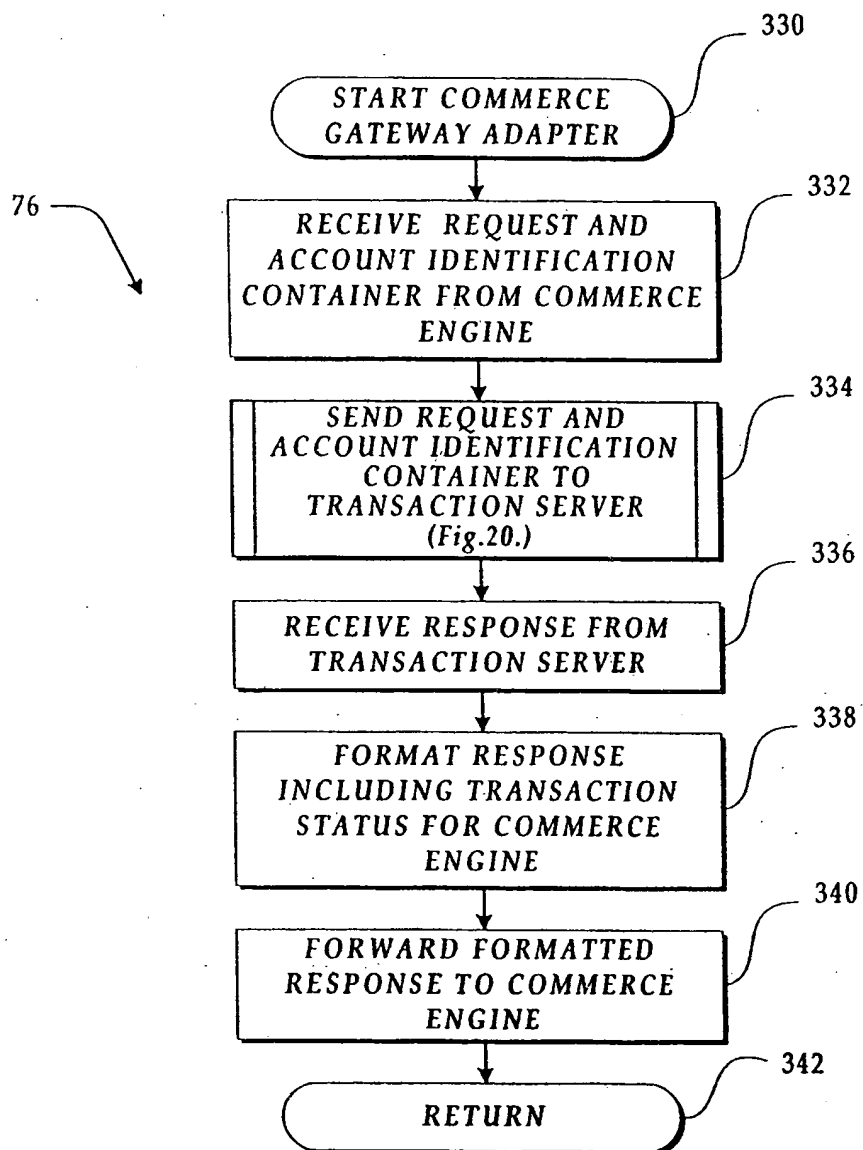 330
START COMMERCE
GATEWAY ADAPTER
76
332
RECEIVE REQUEST AND
ACCOUNT IDENTIFICATION
CONTAINER FROM COMMERCE
ENGINE
334
SEND REQUEST AND
ACCOUNT IDENTIFICATION
CONTAINER TO
TRANSACTION SERVER
(Fig.20.)
336
RECEIVE RESPONSE FROM
TRANSACTION SERVER
338
FORMAT RESPONSE
INCLUDING TRANSACTION
STATUS FOR COMMERCE
ENGINE
340
FORWARD FORMATTED
RESPONSE TO COMMERCE
ENGINE
342
RETURN